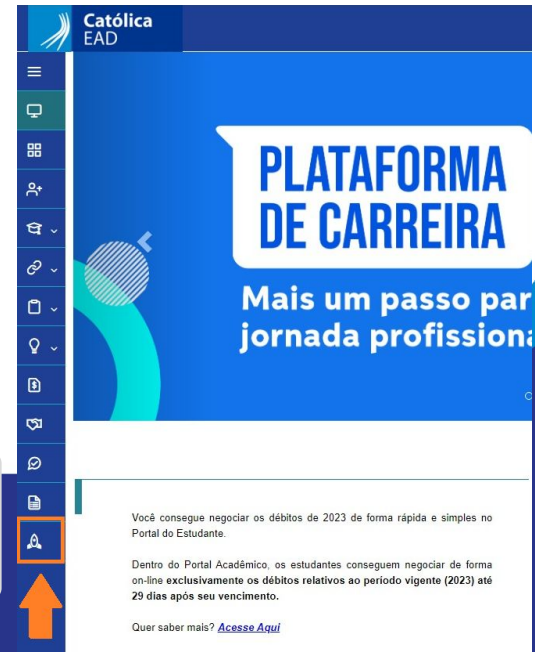 Católica
EAD
PLATAFORMA
DE CARREIRA
Mais um passo par
jornada profissiona
Você consegue negociar os débitos de 2023 de forma rápida e simples no
Portal do Estudante.
Dentro do Portal Acadêmico, os estudantes conseguem negociar de forma
on-line exclusivamente os débitos relativos ao período vigente (2023) até
29 dias após seu vencimento.
Quer saber mais? Acesse Aqui